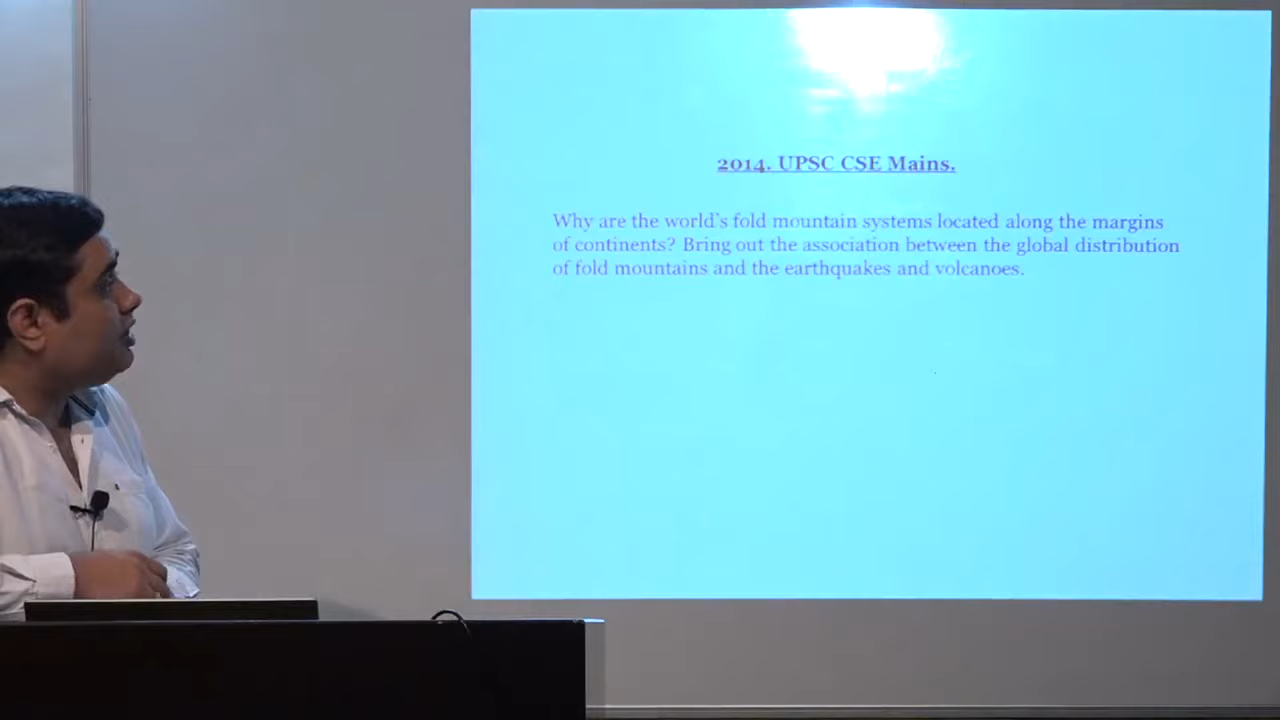 2014. UPSC CSE Mains.
Why are the world's fold mountain systems located along the margins
of continents? Bring out the association between the global distribution
of fold mountains and the earthquakes and volcanoes.